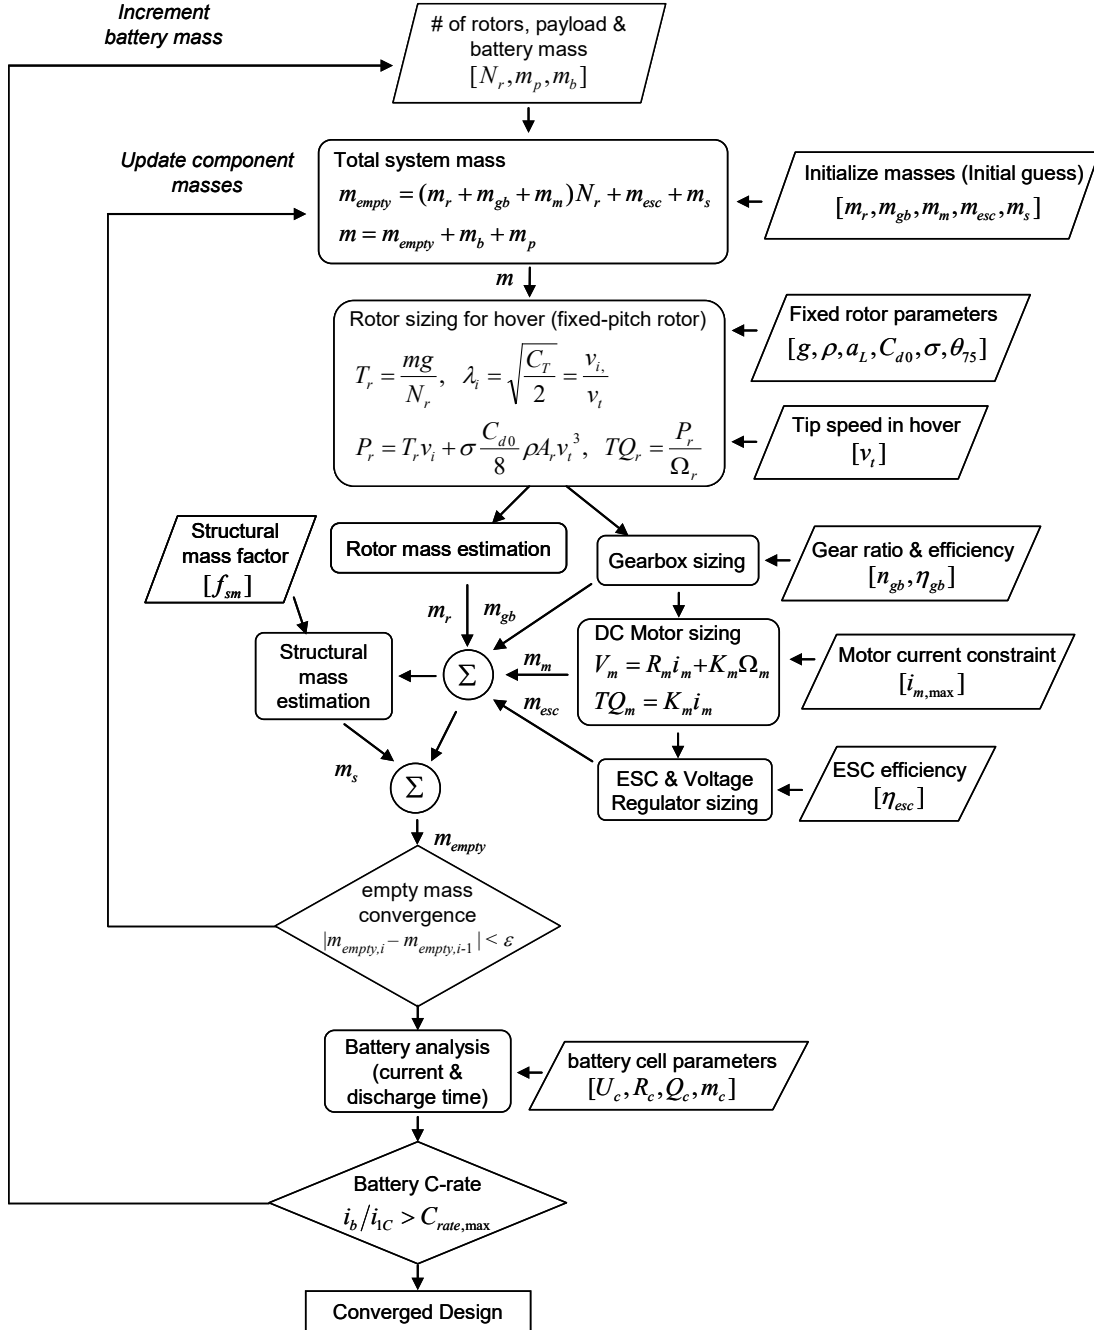 Increment
battery mass
# of rotors, payload &
battery mass
[N_r, m_p, m_b]
Update component
masses
Total system mass
m_empty = (m_r + m_gb + m_m)N_r + m_esc + m_s
m = m_empty + m_b + m_p
Initialize masses (Initial guess)
[m_r, m_gb, m_m, m_esc, m_s]
m
Rotor sizing for hover (fixed-pitch rotor)
T_r = mg/N_r, λ_i = √(C_T/2) = v_i,/v_t
P_r = T_r v_i + σ C_d0/8 ρA_r v_t^3, TQ_r = P_r/Ω_r
Fixed rotor parameters
[g, ρ, a_L, C_d0, σ, θ_75]
Tip speed in hover
[v_t]
Structural
mass factor
[f_sm]
Rotor mass estimation
Gearbox sizing
Gear ratio & efficiency
[n_gb, η_gb]
m_r
m_gb
Structural
mass
estimation
Σ
m_m
m_esc
DC Motor sizing
V_m = R_m i_m + K_m Ω_m
TQ_m = K_m i_m
Motor current constraint
[i_m,max]
m_s
Σ
ESC & Voltage
Regulator sizing
ESC efficiency
[η_esc]
m_empty
empty mass
convergence
|m_empty,i − m_empty,i-1| < ε
Battery analysis
(current &
discharge time)
battery cell parameters
[U_c, R_c, Q_c, m_c]
Battery C-rate
i_b/i_1C > C_rate,max
Converged Design